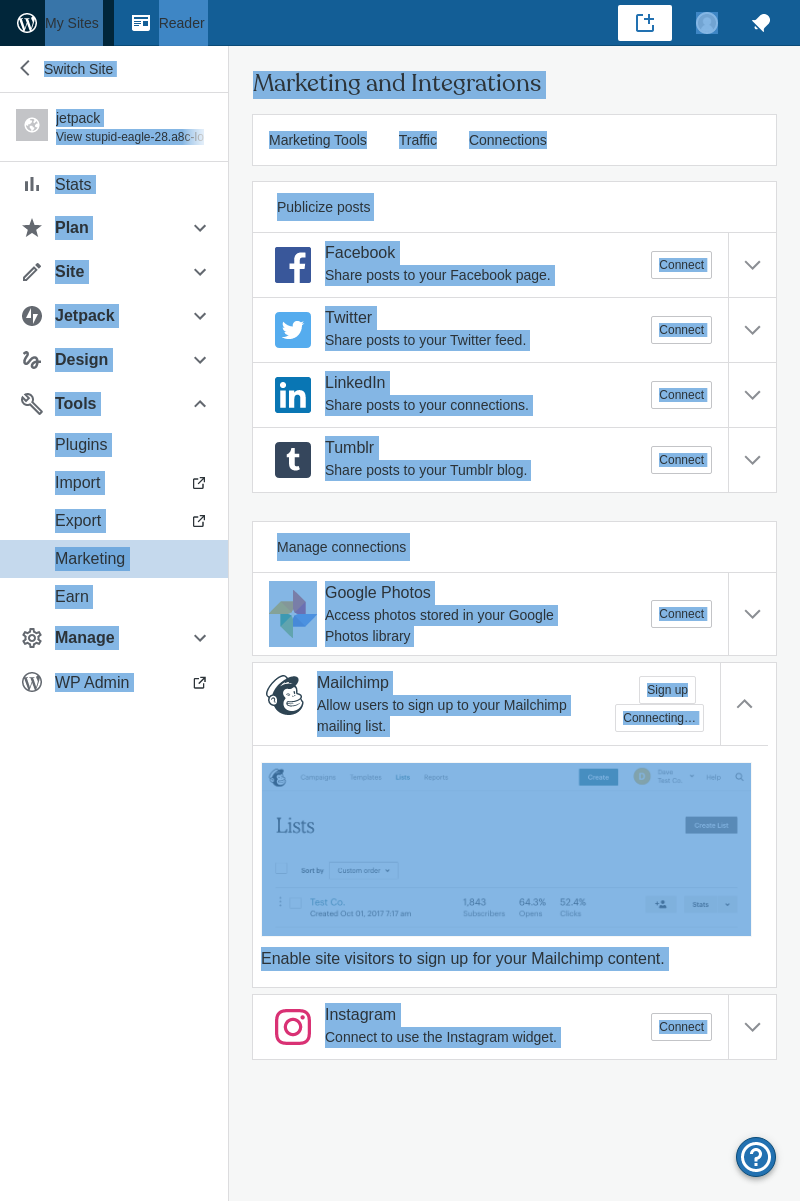 My Sites
Reader
Switch Site
jetpack
View stupid-eagle-28.a8c-lo
Stats
Plan
Site
Jetpack
Design
Tools
Plugins
Import
Export
Marketing
Earn
Manage
WP Admin
Marketing and Integrations
Marketing Tools
Traffic
Connections
Publicize posts
Facebook
Share posts to your Facebook page.
Connect
Twitter
Share posts to your Twitter feed.
Connect
LinkedIn
Share posts to your connections.
Connect
Tumblr
Share posts to your Tumblr blog.
Connect
Manage connections
Google Photos
Access photos stored in your Google
Photos library
Connect
Mailchimp
Allow users to sign up to your Mailchimp
mailing list.
Sign up
Connecting…
Campaigns Templates Lists Reports
Create
Dave
Test Co.
Help
Lists
Create List
Sort by
Custom order
Test Co.
Created Oct 01, 2017 7:17 am
1,843
Subscribers
64.3%
Opens
52.4%
Clicks
Stats
Enable site visitors to sign up for your Mailchimp content.
Instagram
Connect to use the Instagram widget.
Connect